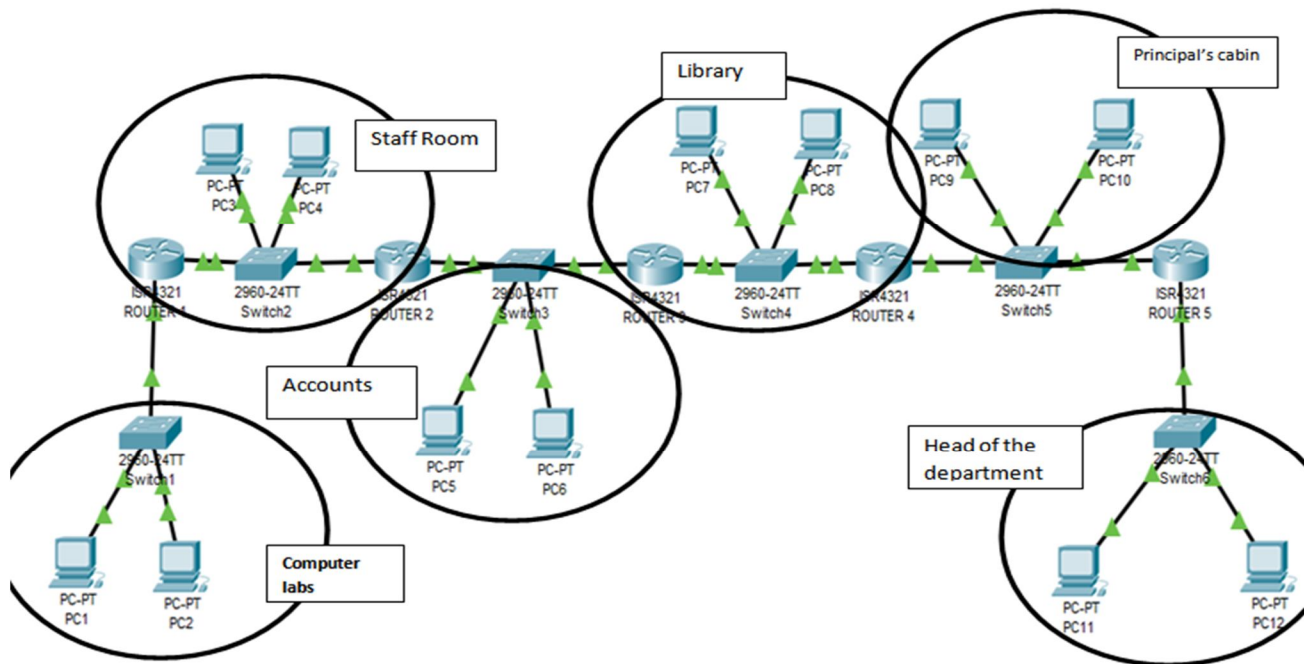 Principal's cabin
Library
Staff Room
PC-PT
PC3
PC-PT
PC4
PC-PT
PC7
PC-PT
PC8
PC-PT
PC9
PC-PT
PC10
ISR4321
ROUTER 1
2960-24TT
Switch2
ISR4321
ROUTER 2
2960-24TT
Switch3
ISR4321
ROUTER 3
2960-24TT
Switch4
ISR4321
ROUTER 4
2960-24TT
Switch5
ISR4321
ROUTER 5
Accounts
PC-PT
PC5
PC-PT
PC6
2960-24TT
Switch1
Computer
labs
PC-PT
PC1
PC-PT
PC2
Head of the
department
2960-24TT
Switch6
PC-PT
PC11
PC-PT
PC12